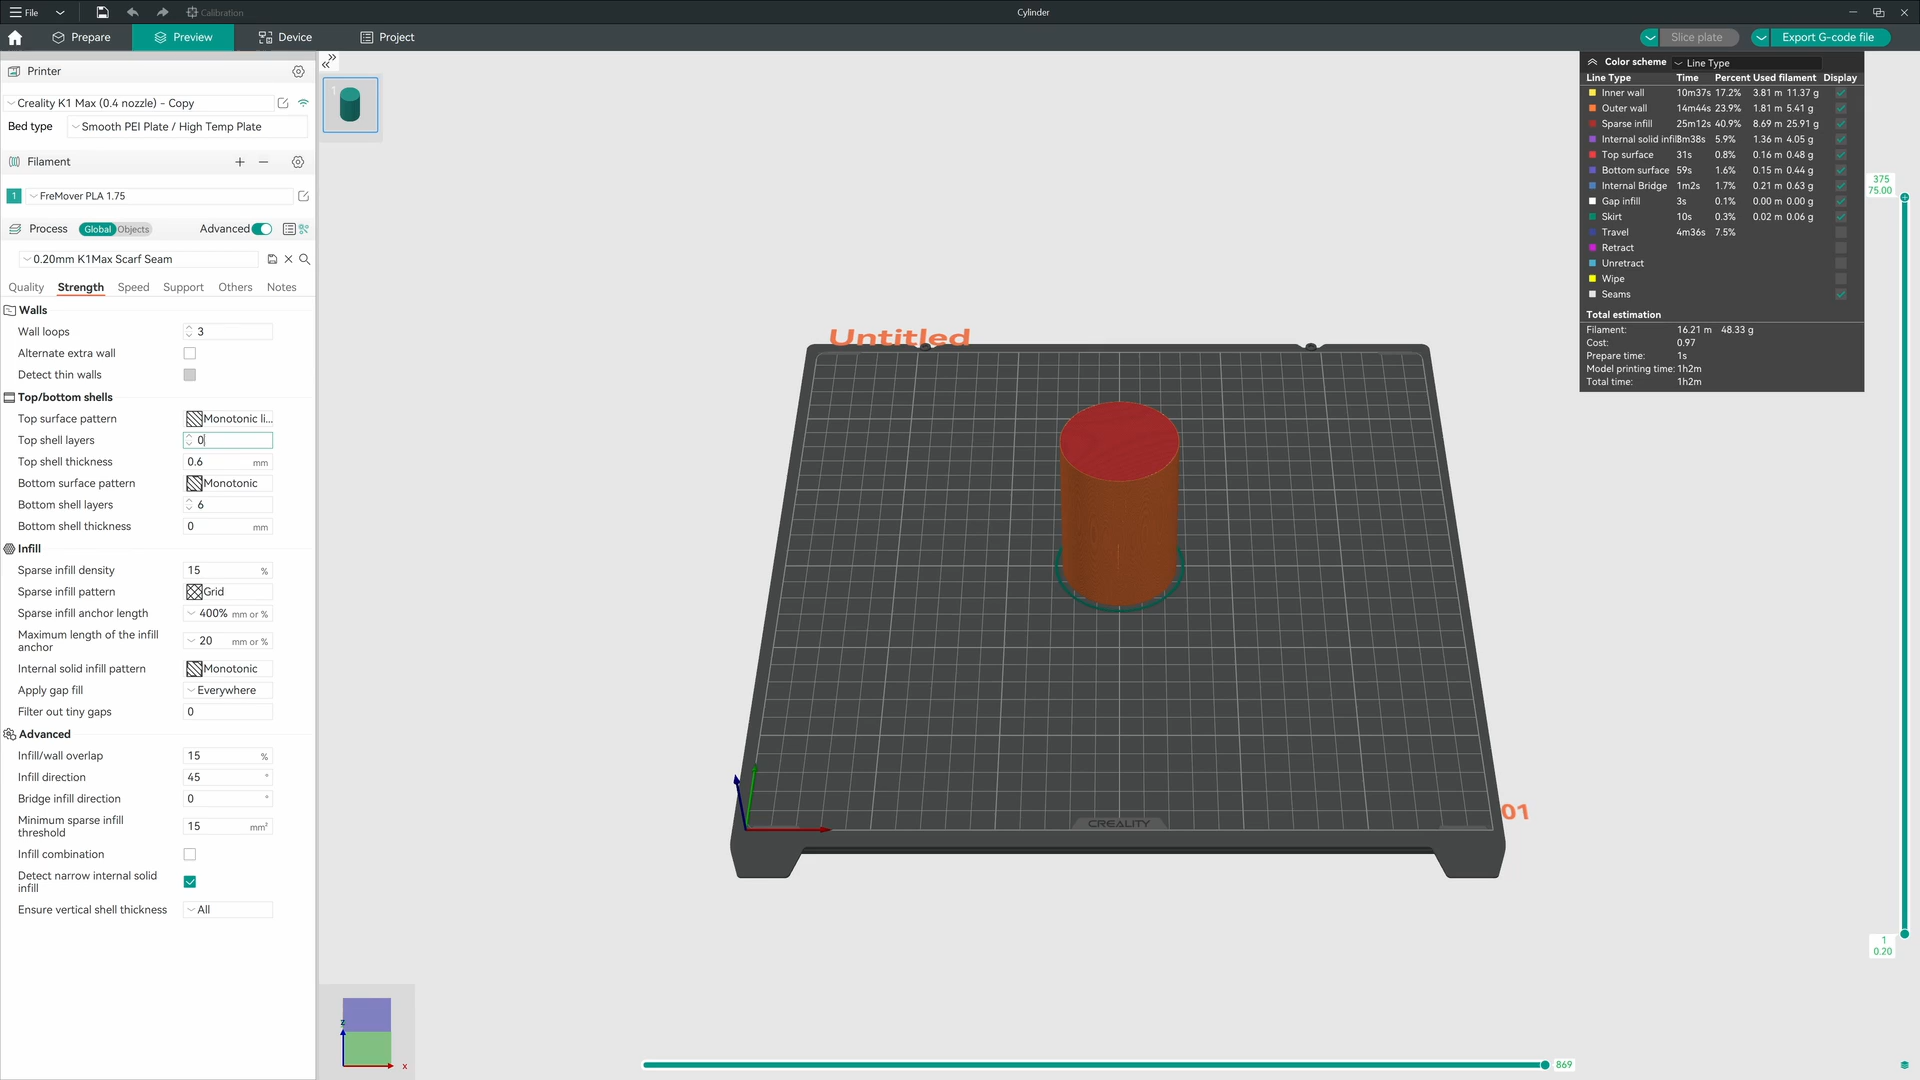 File
Calibration
Cylinder
Prepare
Preview
Device
Project
Slice plate
Export G-code file
Printer
Creality K1 Max (0.4 nozzle) - Copy
Bed type
Smooth PEI Plate / High Temp Plate
Filament
1
FreMover PLA 1.75
Process
Global
Objects
Advanced
0.20mm K1Max Scarf Seam
Quality
Strength
Speed
Support
Others
Notes
Walls
Wall loops 3
Alternate extra wall
Detect thin walls
Top/bottom shells
Top surface pattern Monotonic li...
Top shell layers 0
Top shell thickness 0.6 mm
Bottom surface pattern Monotonic
Bottom shell layers 6
Bottom shell thickness 0 mm
Infill
Sparse infill density 15 %
Sparse infill pattern Grid
Sparse infill anchor length 400% mm or %
Maximum length of the infill
anchor 20 mm or %
Internal solid infill pattern Monotonic
Apply gap fill Everywhere
Filter out tiny gaps 0
Advanced
Infill/wall overlap 15 %
Infill direction 45 °
Bridge infill direction 0 °
Minimum sparse infill
threshold 15 mm²
Infill combination
Detect narrow internal solid
infill
Ensure vertical shell thickness All
1
Untitled
CREALITY
01
z
x
869
Color scheme Line Type
Line Type Time Percent Used filament Display
Inner wall 10m37s 17.2% 3.81 m 11.37 g
Outer wall 14m44s 23.9% 1.81 m 5.41 g
Sparse infill 25m12s 40.9% 8.69 m 25.91 g
Internal solid infill 3m38s 5.9% 1.36 m 4.05 g
Top surface 31s 0.8% 0.16 m 0.48 g
Bottom surface 59s 1.6% 0.15 m 0.44 g
Internal Bridge 1m2s 1.7% 0.21 m 0.63 g
Gap infill 3s 0.1% 0.00 m 0.00 g
Skirt 10s 0.3% 0.02 m 0.06 g
Travel 4m36s 7.5%
Retract
Unretract
Wipe
Seams
Total estimation
Filament: 16.21 m 48.33 g
Cost: 0.97
Prepare time: 1s
Model printing time: 1h2m
Total time: 1h2m
375
75.00
1
0.20